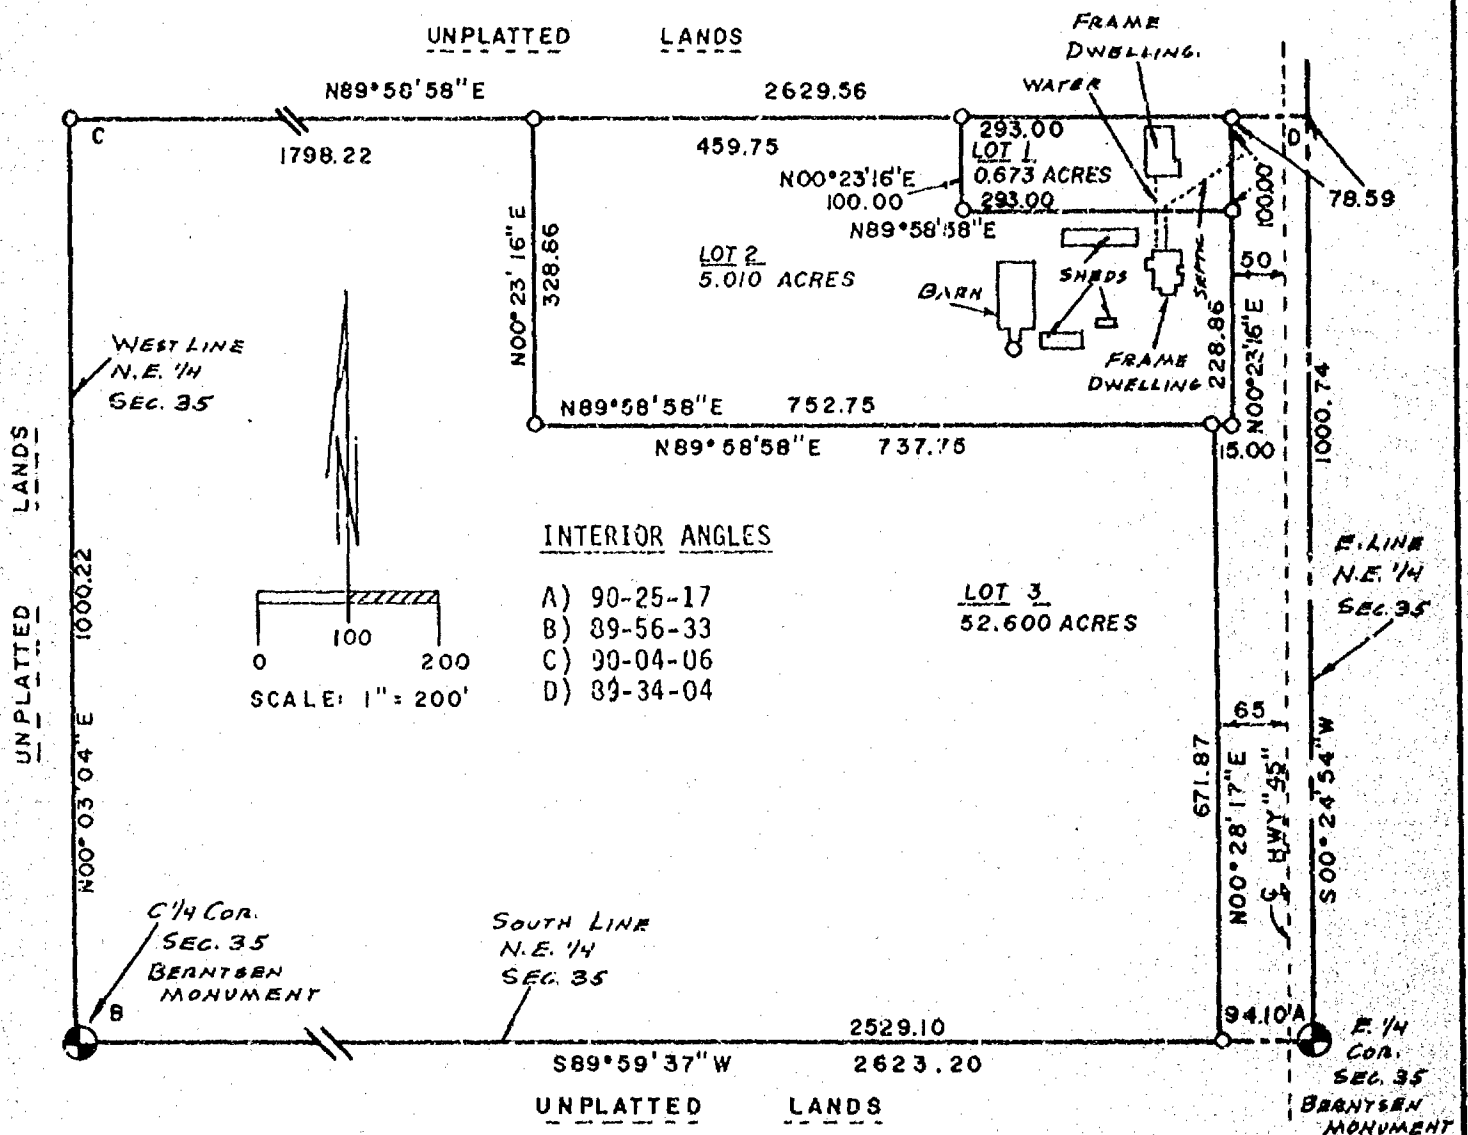 UNPLATTED LANDS
FRAME
DWELLING.
WATER
N89°58'58"E 2629.56
C
1798.22
459.75
293.00
LOT 1
0.673 ACRES
D
N00°23'16"E
100.00
293.00
100.00
78.59
N89°58'58"E
N00°23'16"E
328.86
LOT 2
5.010 ACRES
SHEDS
SEPTIC
50
BARN
FRAME
DWELLING
228.86
N00°23'16"E
1000.74
WEST LINE
N.E. 1/4
SEC. 35
N89°58'58"E 752.75
N89°58'58"E 737.75
15.00
UNPLATTED LANDS
1000.22
N00°03'04"E
INTERIOR ANGLES
A) 90-25-17
B) 89-56-33
C) 90-04-06
D) 89-34-04
LOT 3
52.600 ACRES
E. LINE
N.E. 1/4
SEC. 35
100
0 200
SCALE: 1" = 200'
65
671.87
N00°28'17"E
℄ HWY "45"
S00°24'54"W
C 1/4 COR.
SEC. 35
BERNTSEN
MONUMENT
B
SOUTH LINE
N.E. 1/4
SEC. 35
94.10
A
2529.10
S89°59'37"W 2623.20
E. 1/4
COR.
SEC. 35
BERNTSEN
MONUMENT
UNPLATTED LANDS